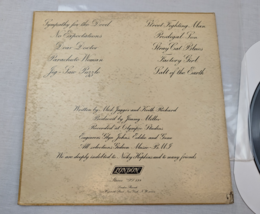 Sympathy for the Devil
No Expectations
Dear Doctor
Parachute Woman
Jig-Saw Puzzle
Street Fighting Man
Prodigal Son
Stray Cat Blues
Factory Girl
Salt of the Earth
Written by: Mick Jagger and Keith Richard
Produced by: Jimmy Miller
Recorded at: Olympic Studios
Engineers: Glyn Johns, Eddie and Gene
All selections: Gideon Music - B.M.I.
We are deeply indebted to Nicky Hopkins and to many friends
LONDON